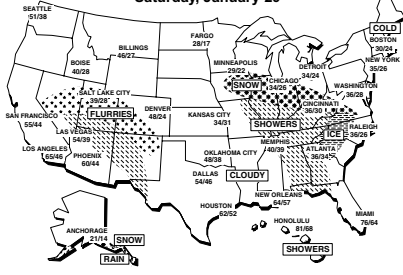 Saturday, January 29
SEATTLE
51/38
COLD
BOSTON
30/24
NEW YORK
35/26
FARGO
28/17
BILLINGS
46/27
MINNEAPOLIS
29/22
DETROIT
34/24
BOISE
40/28
CHICAGO
34/26
WASHINGTON
36/28
SNOW
SALT LAKE CITY
39/28
CINCINNATI
36/30
DENVER
48/24
KANSAS CITY
34/31
SAN FRANCISCO
55/44
FLURRIES
SHOWERS
RALEIGH
36/26
ICE
LAS VEGAS
54/39
MEMPHIS
40/39
ATLANTA
36/34
LOS ANGELES
65/46
PHOENIX
60/44
OKLAHOMA CITY
48/38
DALLAS
54/46
CLOUDY
NEW ORLEANS
64/57
HOUSTON
62/52
MIAMI
76/64
HONOLULU
81/68
ANCHORAGE
21/14
SNOW
SHOWERS
RAIN